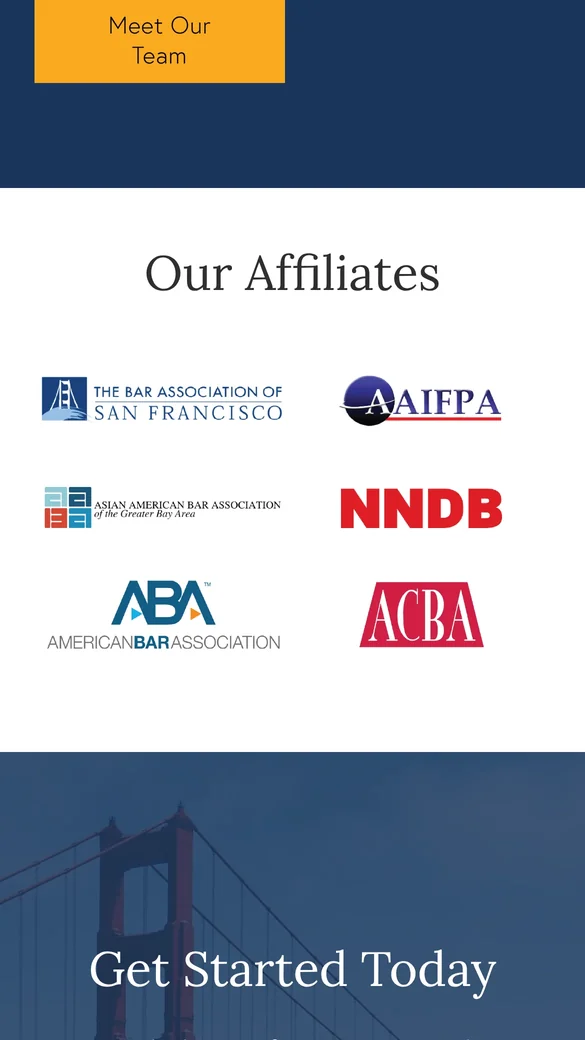 Meet Our
Team
Our Affiliates
THE BAR ASSOCIATION OF
SAN FRANCISCO
AAIFPA
ASIAN AMERICAN BAR ASSOCIATION
of the Greater Bay Area
NNDB
ABA™
AMERICANBARASSOCIATION
ACBA
Get Started Today